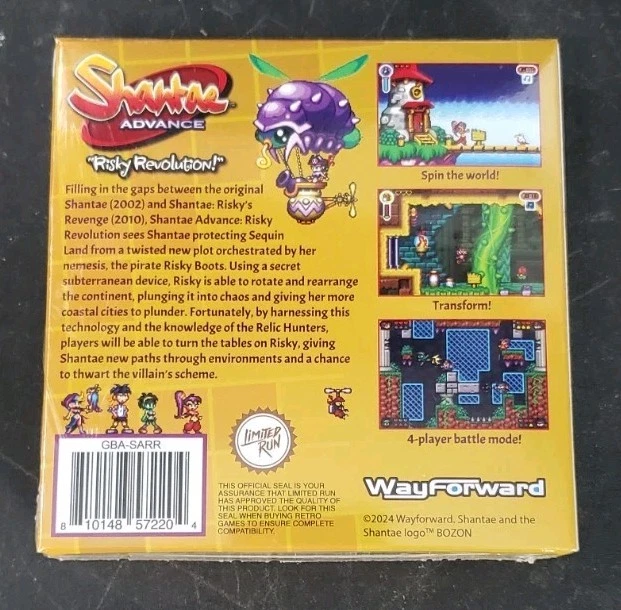 Shantae™
ADVANCE
"Risky Revolution!"
Filling in the gaps between the original
Shantae (2002) and Shantae: Risky's
Revenge (2010), Shantae Advance: Risky
Revolution sees Shantae protecting Sequin
Land from a twisted new plot orchestrated by her
nemesis, the pirate Risky Boots. Using a secret
subterranean device, Risky is able to rotate and rearrange
the continent, plunging it into chaos and giving her more
coastal cities to plunder. Fortunately, by harnessing this
technology and the knowledge of the Relic Hunters,
players will be able to turn the tables on Risky, giving
Shantae new paths through environments and a chance
to thwart the villain's scheme.
Spin the world!
Transform!
4-player battle mode!
GBA-SARR
8 10148 57220 4
LIMITED
RUN
THIS OFFICIAL SEAL IS YOUR
ASSURANCE THAT LIMITED RUN
HAS APPROVED THE QUALITY OF
THIS PRODUCT. LOOK FOR THIS
SEAL WHEN BUYING RETRO
GAMES TO ENSURE COMPLETE
COMPATIBILITY.
WayForward
©2024 Wayforward. Shantae and the
Shantae logo™ BOZON